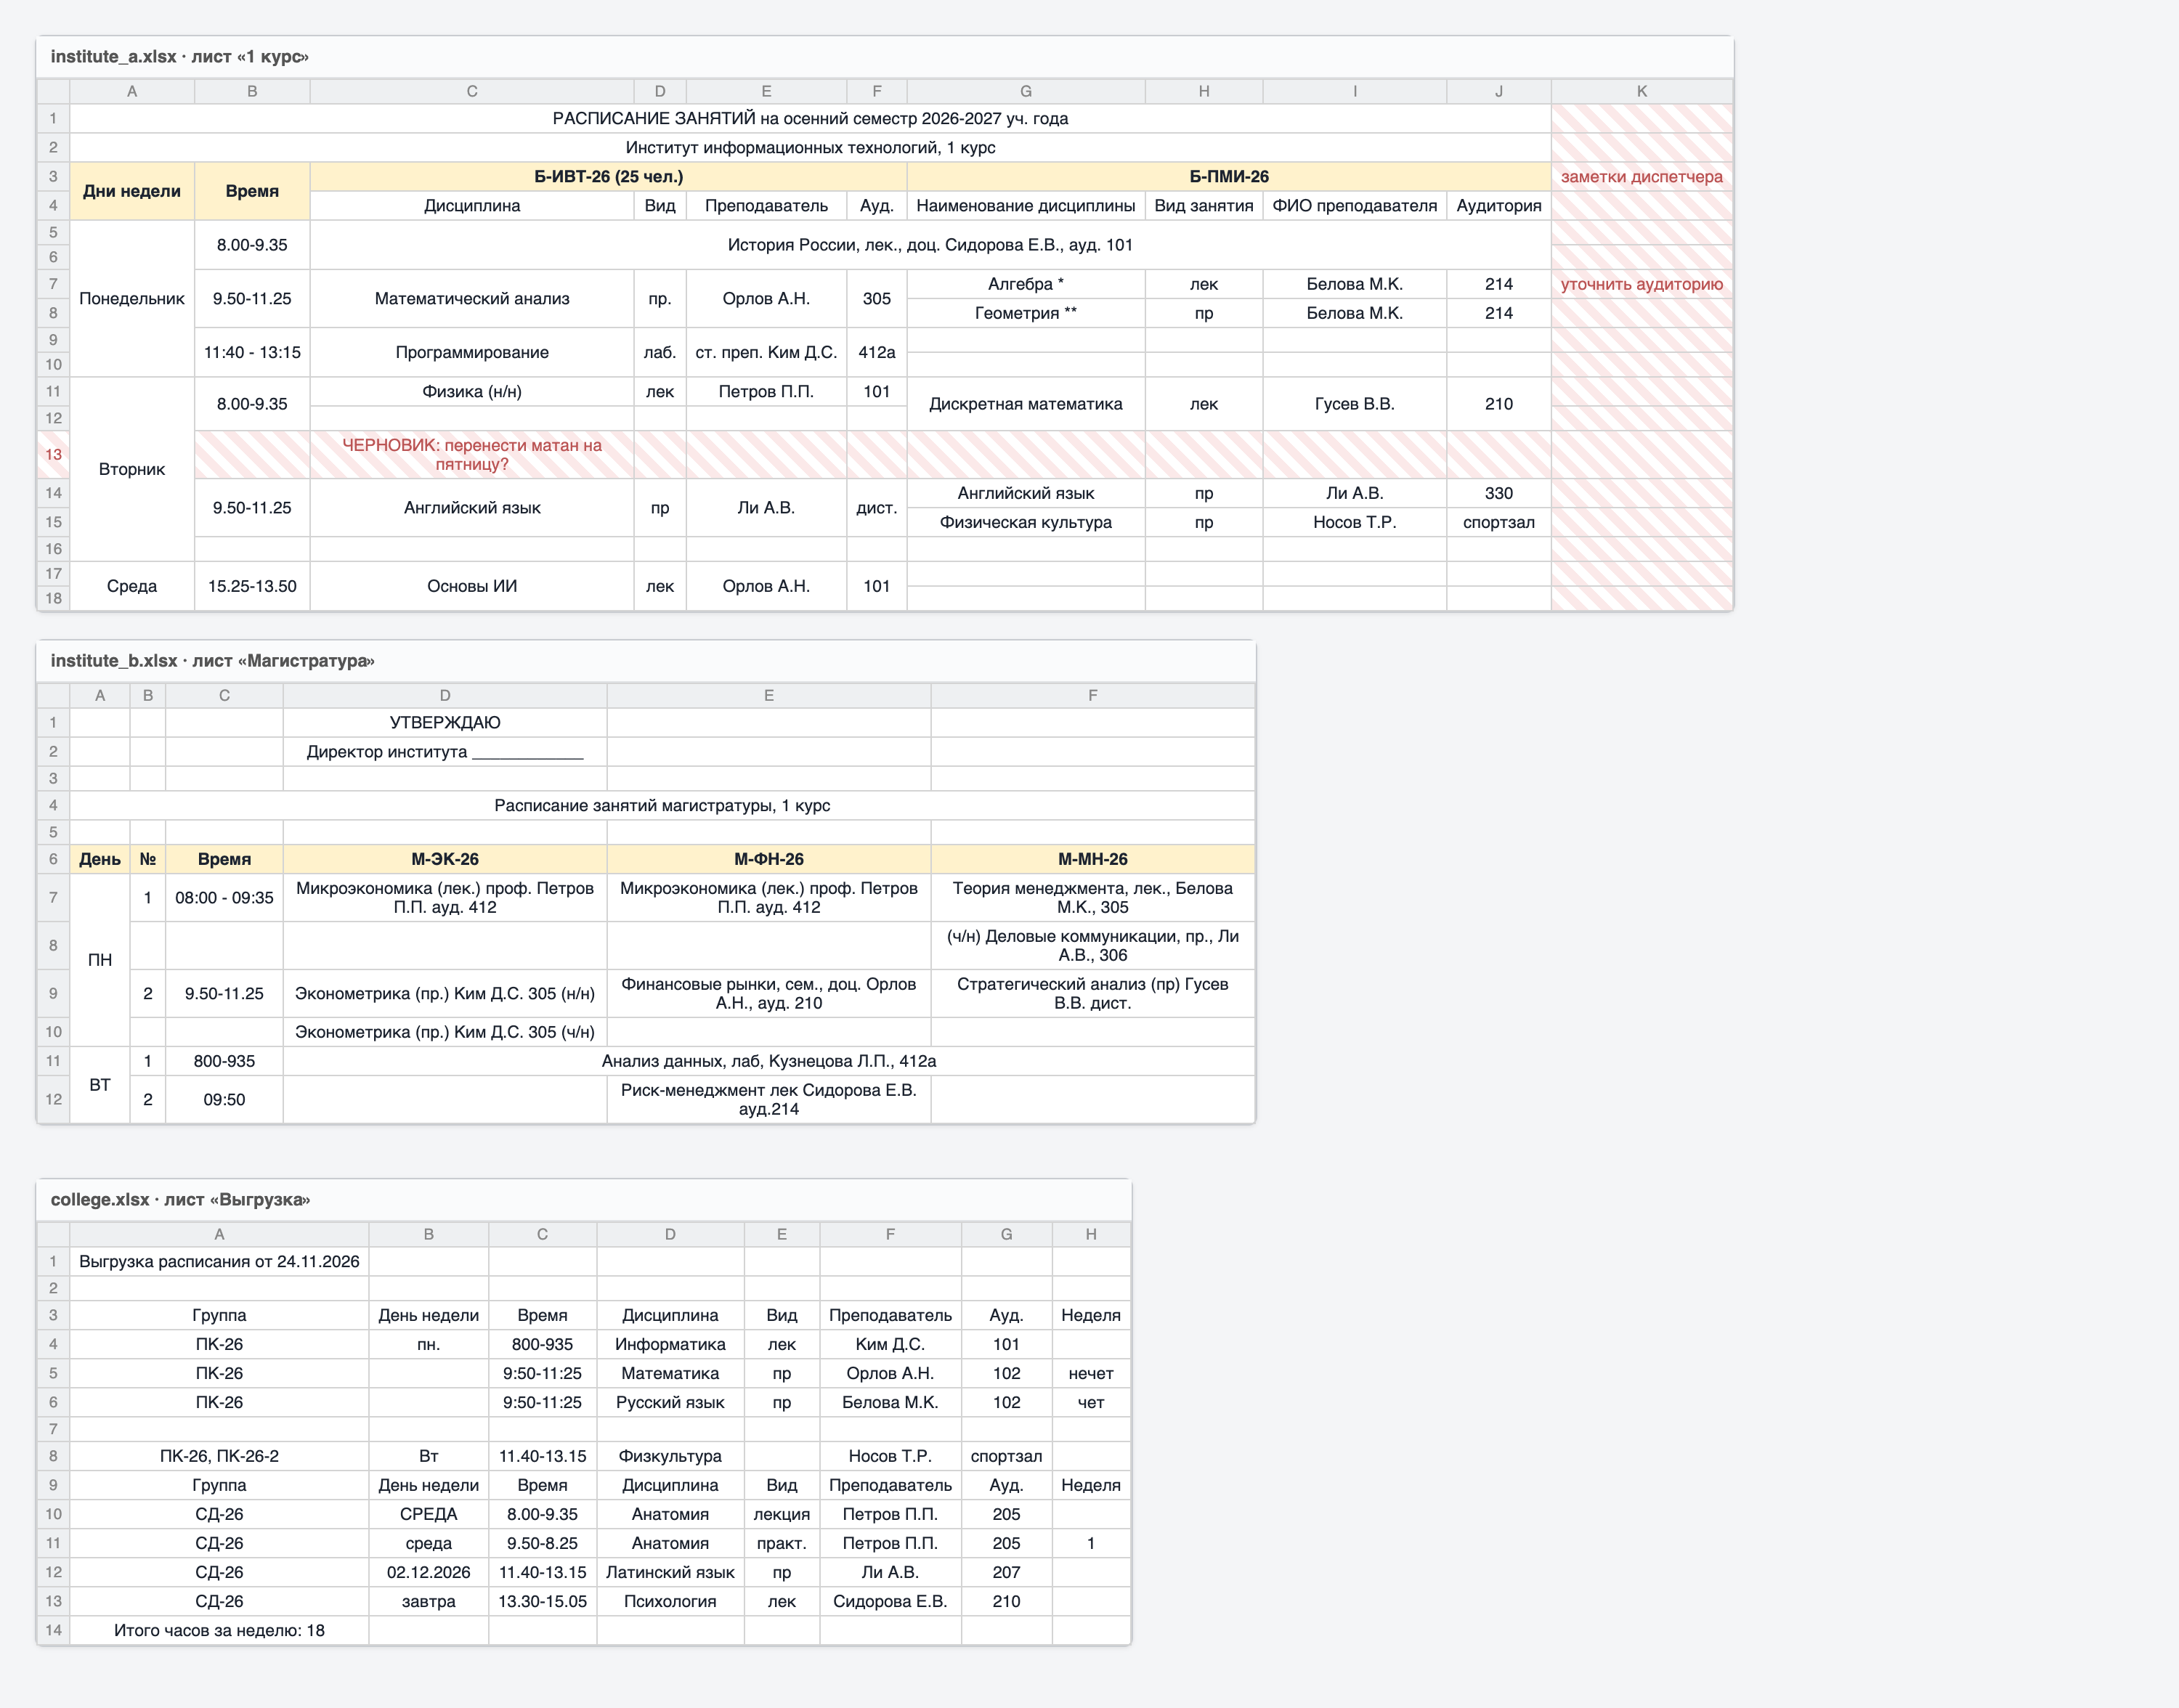 institute_a.xlsx · лист «1 курс»
A B C D E F G H I J K
1 РАСПИСАНИЕ ЗАНЯТИЙ на осенний семестр 2026-2027 уч. года
2 Институт информационных технологий, 1 курс
3 Дни недели Время Б-ИВТ-26 (25 чел.) Б-ПМИ-26 заметки диспетчера
4 Дисциплина Вид Преподаватель Ауд. Наименование дисциплины Вид занятия ФИО преподавателя Аудитория
5 Понедельник 8.00-9.35 История России, лек., доц. Сидорова Е.В., ауд. 101
6
7 9.50-11.25 Математический анализ пр. Орлов А.Н. 305 Алгебра * лек Белова М.К. 214 уточнить аудиторию
8 Геометрия ** пр Белова М.К. 214
9 11:40 - 13:15 Программирование лаб. ст. преп. Ким Д.С. 412а
10
11 Вторник 8.00-9.35 Физика (н/н) лек Петров П.П. 101 Дискретная математика лек Гусев В.В. 210
12
13 ЧЕРНОВИК: перенести матан на
пятницу?
14 9.50-11.25 Английский язык пр Ли А.В. дист. Английский язык пр Ли А.В. 330
15 Физическая культура пр Носов Т.Р. спортзал
16
17 Среда 15.25-13.50 Основы ИИ лек Орлов А.Н. 101
18
institute_b.xlsx · лист «Магистратура»
A B C D E F
1 УТВЕРЖДАЮ
2 Директор института ____________
3
4 Расписание занятий магистратуры, 1 курс
5
6 День № Время М-ЭК-26 М-ФН-26 М-МН-26
7 ПН 1 08:00 - 09:35 Микроэкономика (лек.) проф. Петров
П.П. ауд. 412 Микроэкономика (лек.) проф. Петров
П.П. ауд. 412 Теория менеджмента, лек., Белова
М.К., 305
8 (ч/н) Деловые коммуникации, пр., Ли
А.В., 306
9 2 9.50-11.25 Эконометрика (пр.) Ким Д.С. 305 (н/н) Финансовые рынки, сем., доц. Орлов
А.Н., ауд. 210 Стратегический анализ (пр) Гусев
В.В. дист.
10 Эконометрика (пр.) Ким Д.С. 305 (ч/н)
11 ВТ 1 800-935 Анализ данных, лаб, Кузнецова Л.П., 412а
12 2 09:50 Риск-менеджмент лек Сидорова Е.В.
ауд.214
college.xlsx · лист «Выгрузка»
A B C D E F G H
1 Выгрузка расписания от 24.11.2026
2
3 Группа День недели Время Дисциплина Вид Преподаватель Ауд. Неделя
4 ПК-26 пн. 800-935 Информатика лек Ким Д.С. 101
5 ПК-26 9:50-11:25 Математика пр Орлов А.Н. 102 нечет
6 ПК-26 9:50-11:25 Русский язык пр Белова М.К. 102 чет
7
8 ПК-26, ПК-26-2 Вт 11.40-13.15 Физкультура Носов Т.Р. спортзал
9 Группа День недели Время Дисциплина Вид Преподаватель Ауд. Неделя
10 СД-26 СРЕДА 8.00-9.35 Анатомия лекция Петров П.П. 205
11 СД-26 среда 9.50-8.25 Анатомия практ. Петров П.П. 205 1
12 СД-26 02.12.2026 11.40-13.15 Латинский язык пр Ли А.В. 207
13 СД-26 завтра 13.30-15.05 Психология лек Сидорова Е.В. 210
14 Итого часов за неделю: 18